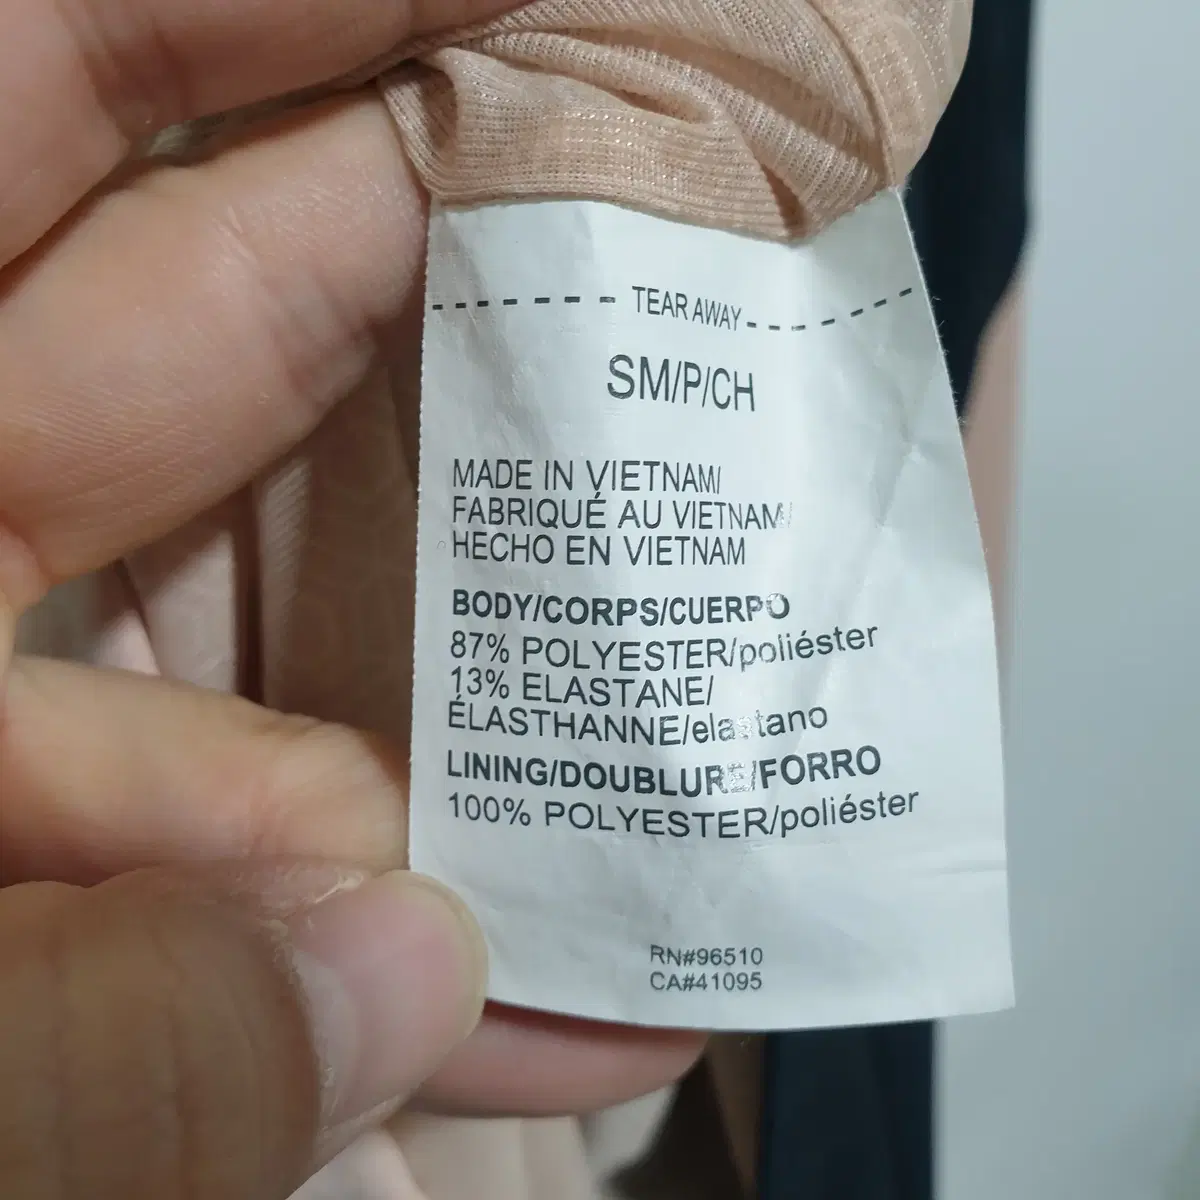 TEAR AWAY
SM/P/CH
MADE IN VIETNAM/
FABRIQUÉ AU VIETNAM/
HECHO EN VIETNAM
BODY/CORPS/CUERPO
87% POLYESTER/poliéster
13% ELASTANE/
ÉLASTHANNE/elastano
LINING/DOUBLURE/FORRO
100% POLYESTER/poliéster
RN#96510
CA#41095